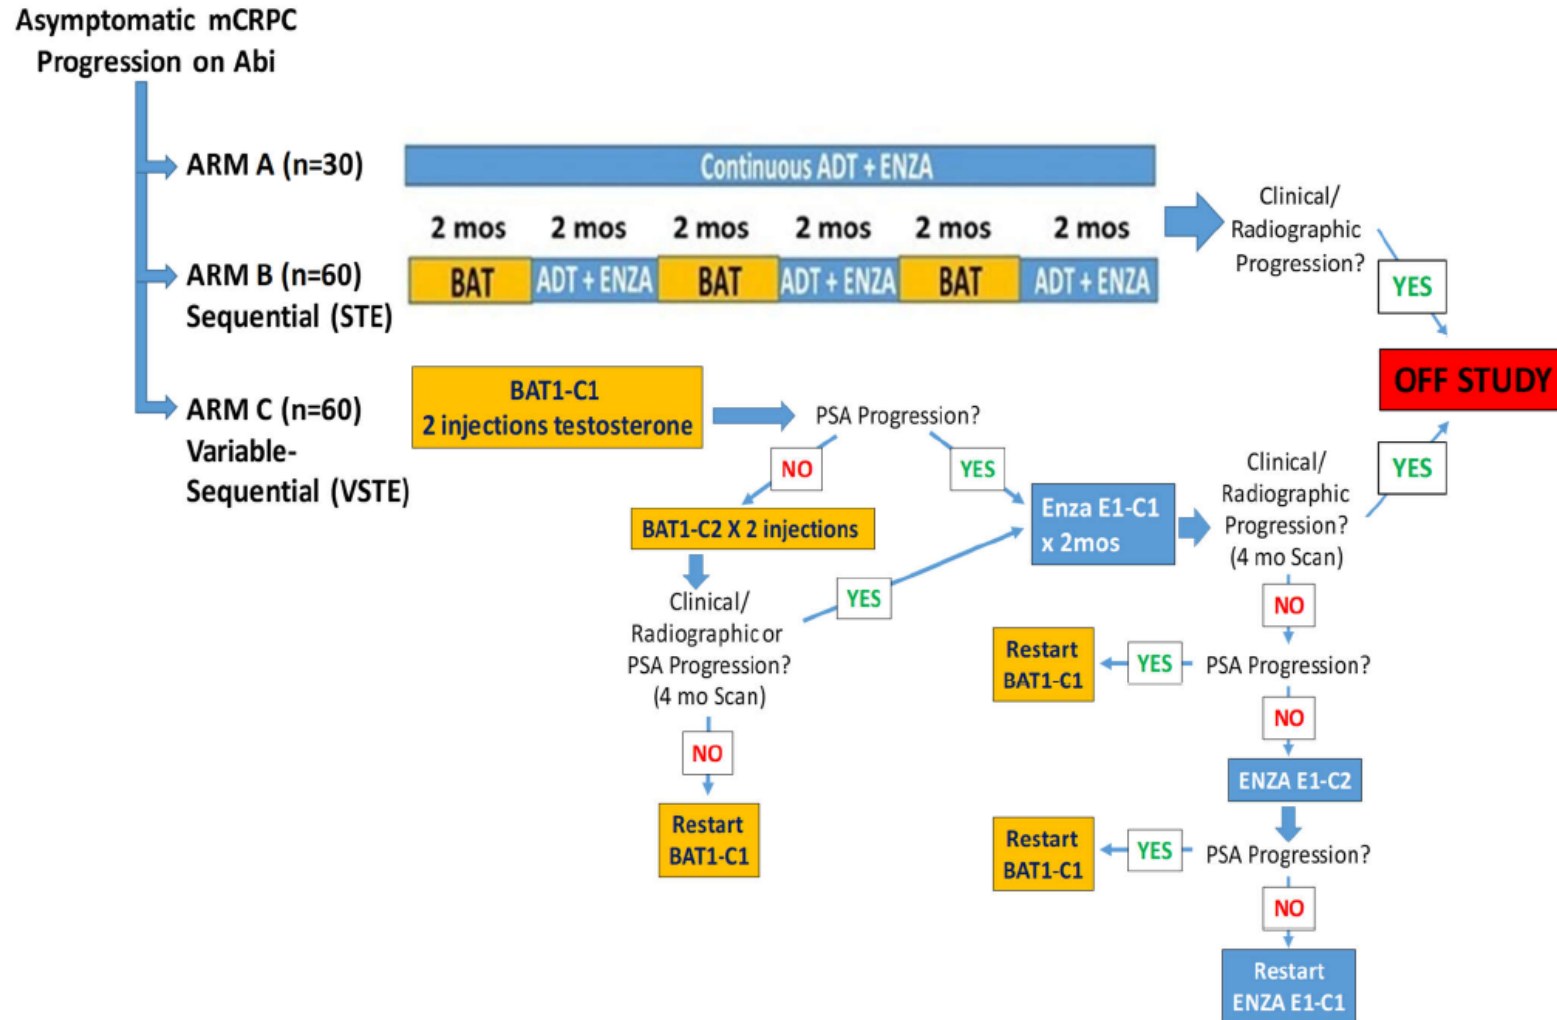 Asymptomatic mCRPC
Progression on Abi
ARM A (n=30)
Continuous ADT + ENZA
2 mos 2 mos 2 mos 2 mos 2 mos 2 mos
ARM B (n=60)
Sequential (STE)
BAT ADT + ENZA BAT ADT + ENZA BAT ADT + ENZA
Clinical/
Radiographic
Progression?
YES
OFF STUDY
ARM C (n=60)
Variable-
Sequential (VSTE)
BAT1-C1
2 injections testosterone
PSA Progression?
NO
YES
BAT1-C2 X 2 injections
Enza E1-C1
x 2mos
Clinical/
Radiographic
Progression?
(4 mo Scan)
YES
Clinical/
Radiographic or
PSA Progression?
(4 mo Scan)
YES
NO
Restart
BAT1-C1
NO
PSA Progression?
YES
Restart
BAT1-C1
NO
ENZA E1-C2
PSA Progression?
YES
Restart
BAT1-C1
NO
Restart
ENZA E1-C1